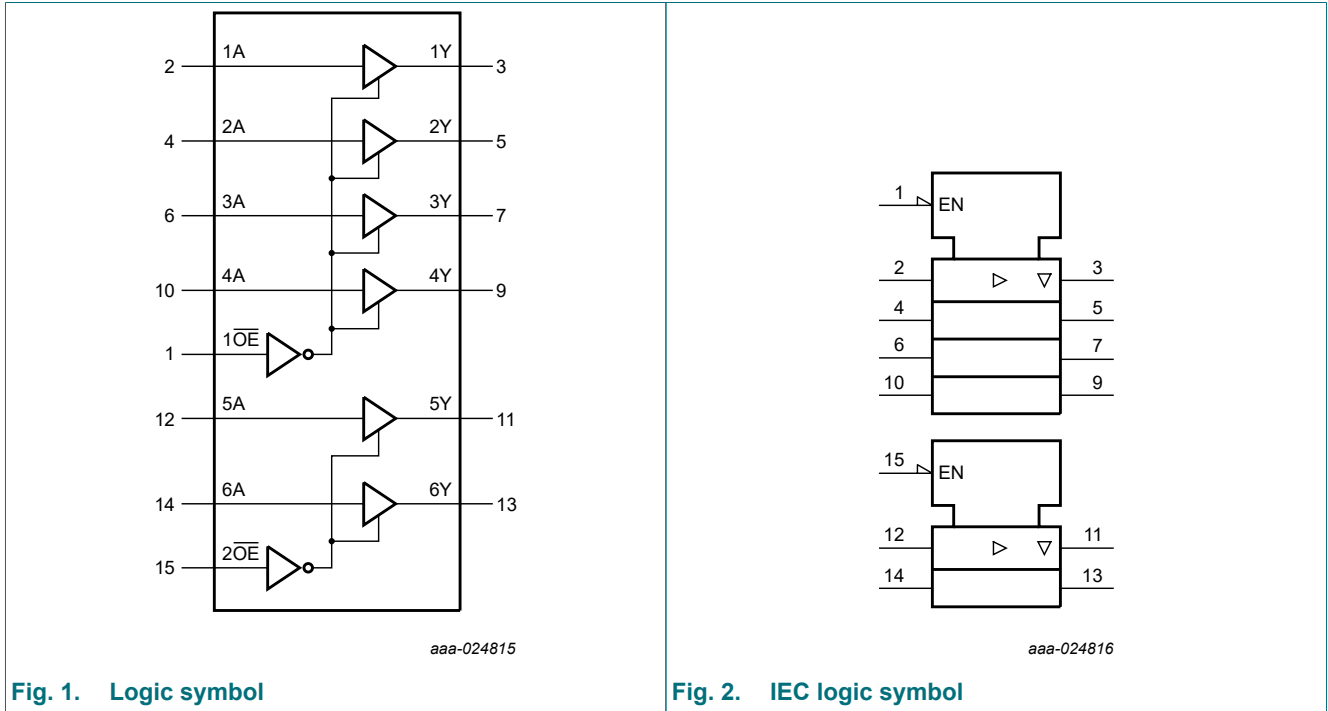 1A 1Y
2 3
2A 2Y
4 5
3A 3Y
6 7
4A 4Y
10 9
1O̅E̅
1
5A 5Y
12 11
6A 6Y
14 13
2O̅E̅
15
aaa-024815
Fig. 1. Logic symbol
1
EN
2 3
4 5
6 7
10 9
15
EN
12 11
14 13
aaa-024816
Fig. 2. IEC logic symbol